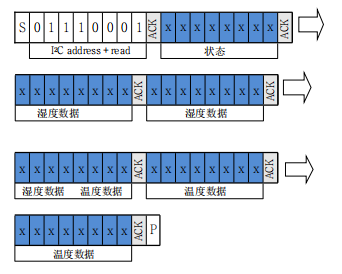 S 0 1 1 1 0 0 0 1 ACK x x x x x x x x ACK
I²C address + read 状态
x x x x x x x x ACK x x x x x x x x ACK
湿度数据 湿度数据
x x x x x x x x ACK x x x x x x x x ACK
湿度数据 温度数据 温度数据
x x x x x x x x ACK P
温度数据